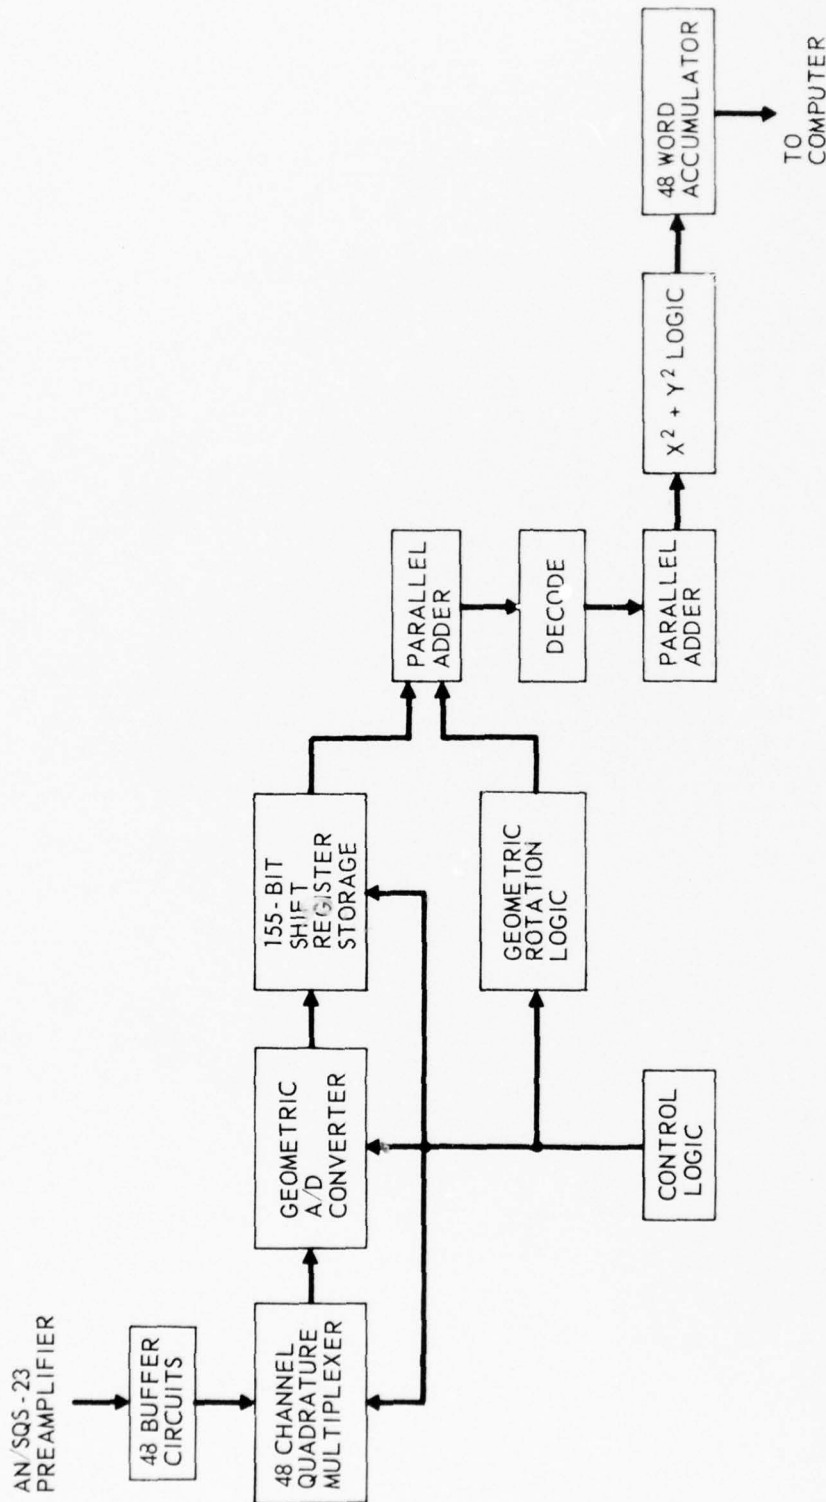 AN/SQS-23
PREAMPLIFIER
48 BUFFER
CIRCUITS
48 CHANNEL
QUADRATURE
MULTIPLEXER
GEOMETRIC
A/D
CONVERTER
155-BIT
SHIFT
REGISTER
STORAGE
CONTROL
LOGIC
GEOMETRIC
ROTATION
LOGIC
PARALLEL
ADDER
DECODE
PARALLEL
ADDER
X² + Y² LOGIC
48 WORD
ACCUMULATOR
TO
COMPUTER